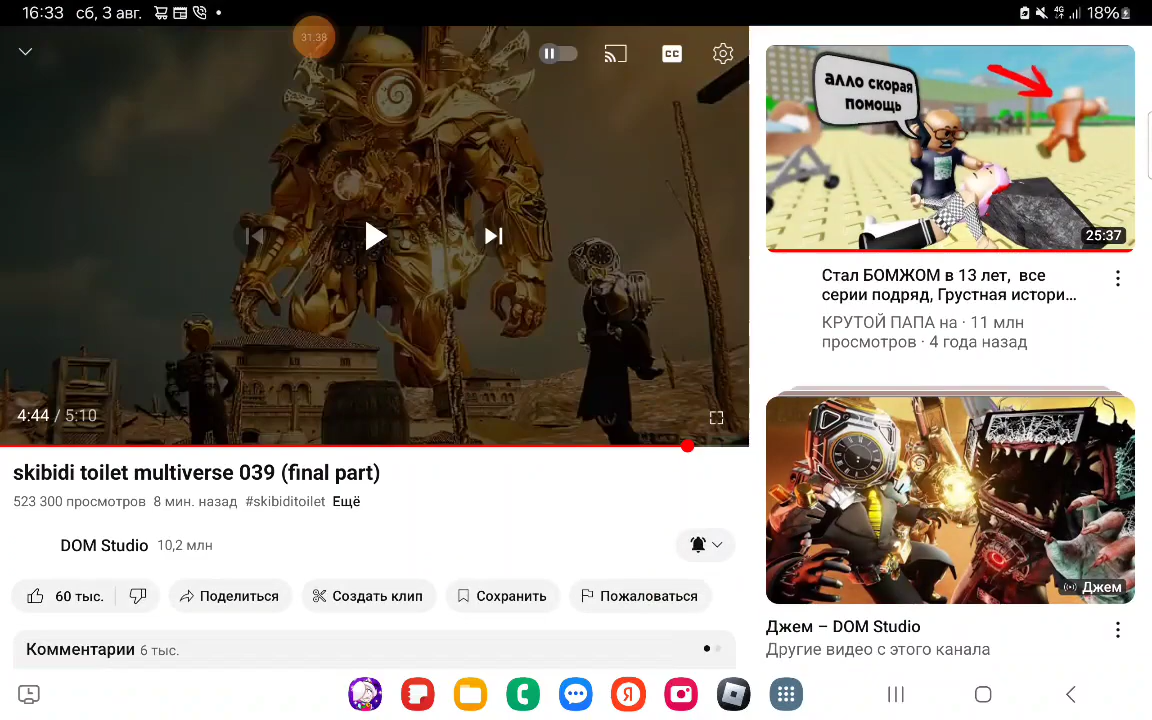 16:33 сб, 3 авг.
4G 18%
31:38
CC
4:44 / 5:10
skibidi toilet multiverse 039 (final part)
523 300 просмотров 8 мин. назад #skibiditoilet Ещё
DOM Studio 10,2 млн
60 тыс. Поделиться Создать клип Сохранить Пожаловаться
Комментарии 6 тыс.
алло скорая
помощь
25:37
Стал БОМЖОМ в 13 лет, все
серии подряд, Грустная истори...
КРУТОЙ ПАПА на · 11 млн
просмотров · 4 года назад
Джем
Джем – DOM Studio
Другие видео с этого канала
Я